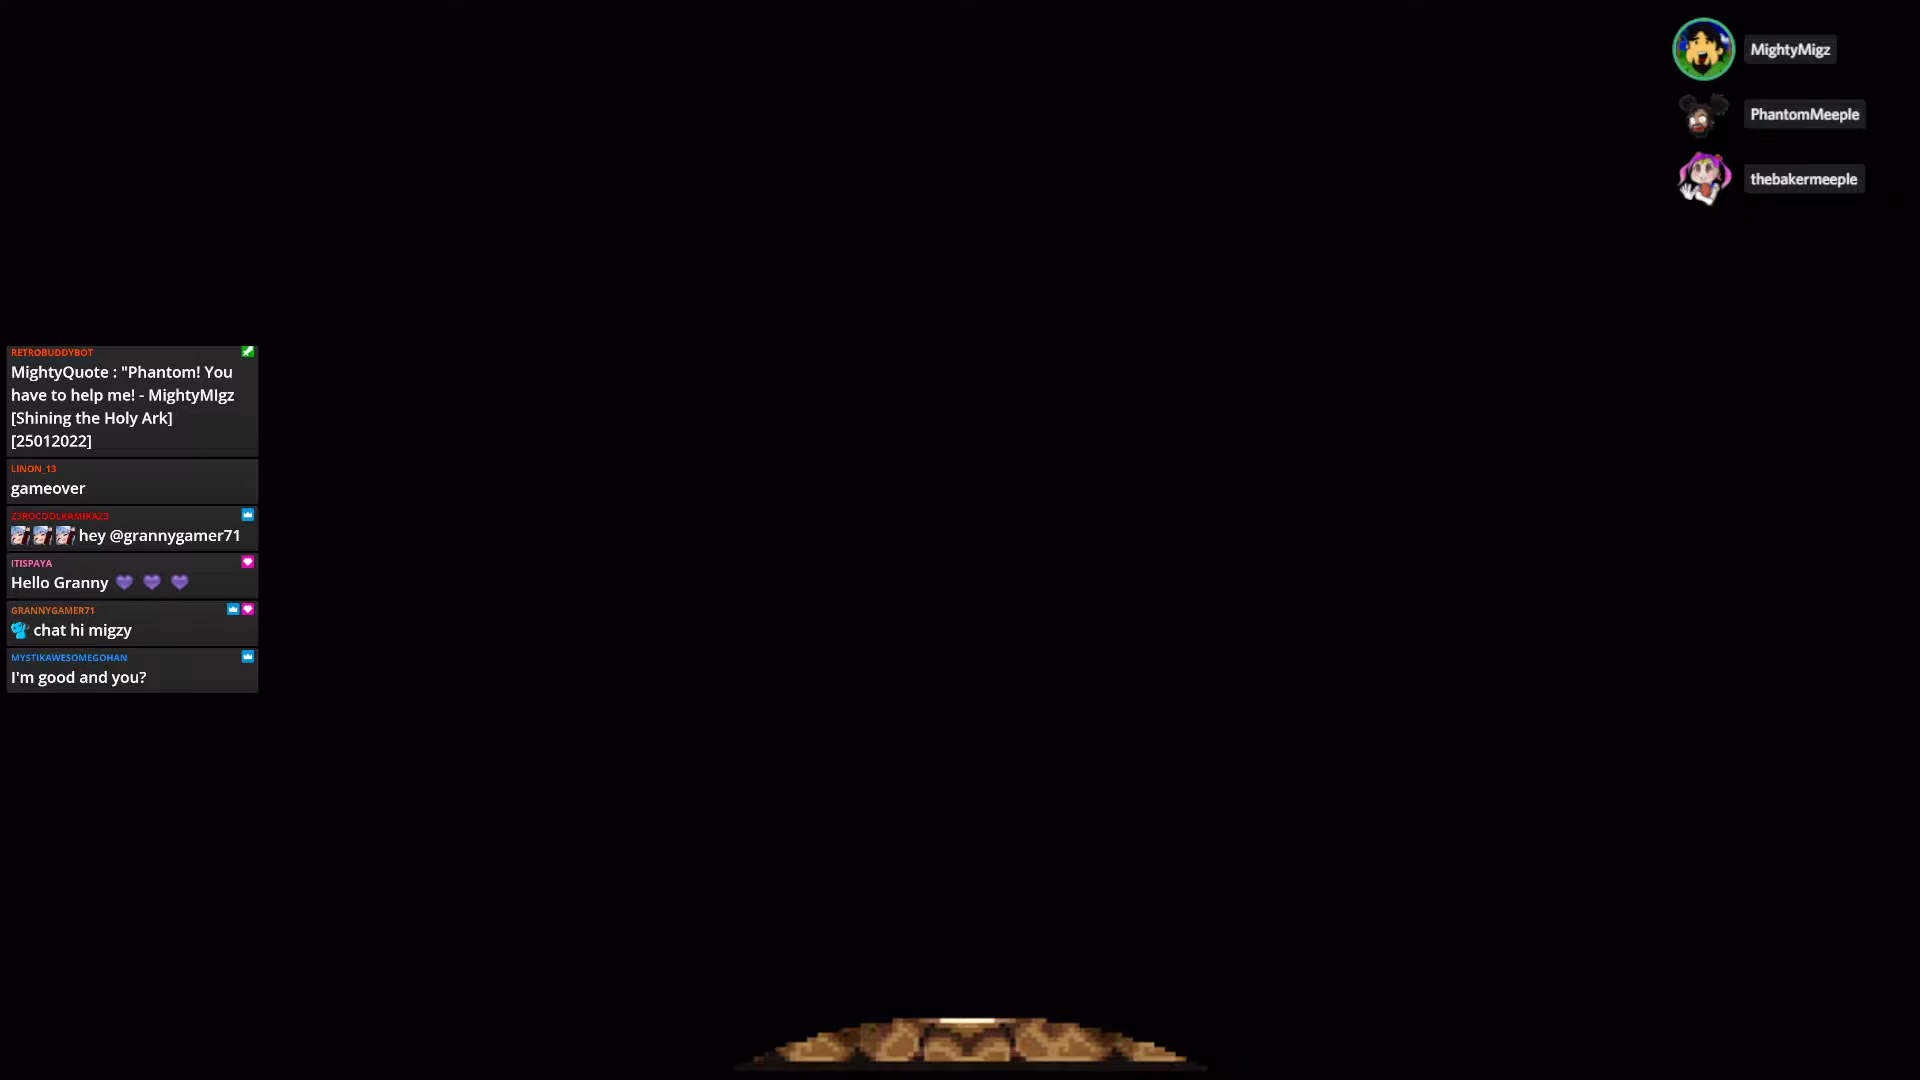 MightyMigz
PhantomMeeple
thebakermeeple
RETROBUDDYBOT
MightyQuote : "Phantom! You
have to help me! - MightyMIgz
[Shining the Holy Ark]
[25012022]
LINON_13
gameover
Z3ROCOOLKAMIKA23
hey @grannygamer71
ITISPAYA
Hello Granny
GRANNYGAMER71
chat hi migzy
MYSTIKAWESOMEGOHAN
I'm good and you?